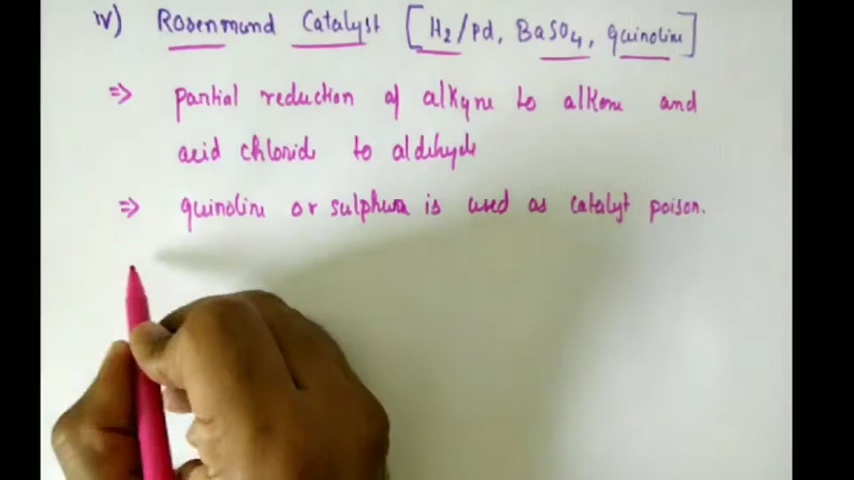 iv) Rosenmund Catalyst [H2/Pd, BaSO4, quinoline]
⇒ partial reduction of alkyne to alkene and
acid chloride to aldehyde
⇒ quinoline or sulphur is used as catalyt poison.